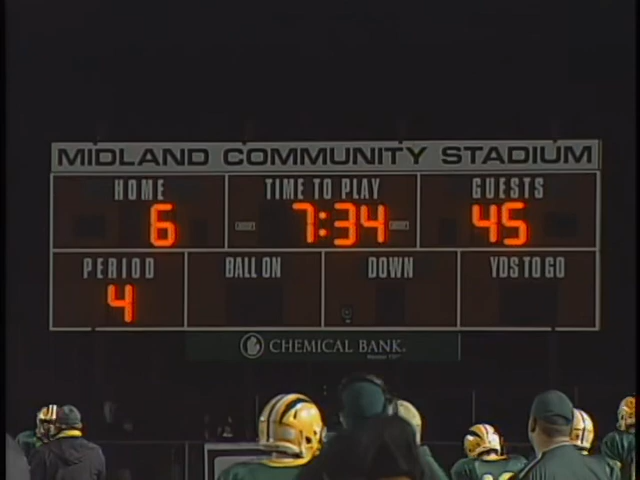 MIDLAND COMMUNITY STADIUM
HOME TIME TO PLAY GUESTS
6 7:34 45
PERIOD BALL ON DOWN YDS TO GO
4
CHEMICAL BANK